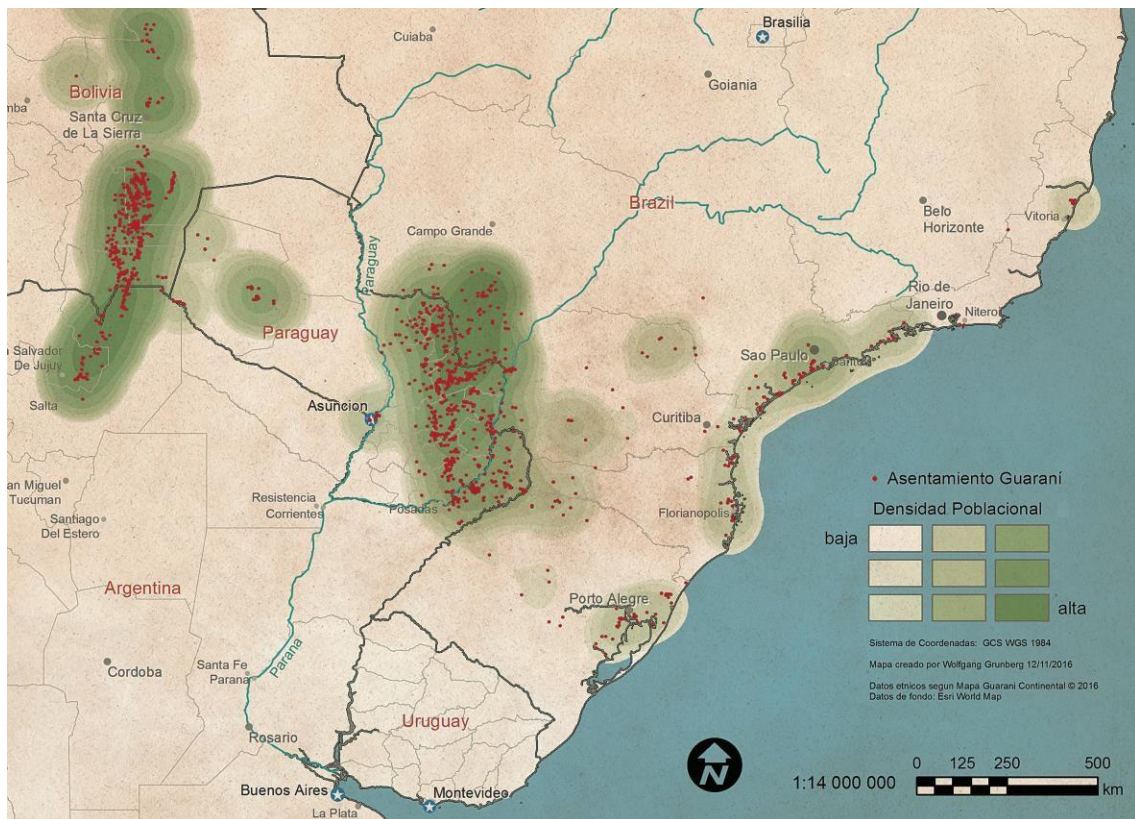 Brasilia
Cuiaba
Goiania
Bolivia
mba
Santa Cruz
de La Sierra
Brazil
Belo
Horizonte
Vitoria
Campo Grande
Paraguay
Rio de
Janeiro
Niteroi
Paraguay
Sao Paulo
n Salvador
De Jujuy
Salta
Asuncion
Curitiba
an Miguel
Tucuman
Resistencia
Corrientes
Posadas
Santiago
Del Estero
Florianopolis
Argentina
Porto Alegre
Cordoba
Santa Fe
Parana
Parana
Uruguay
Rosario
Buenos Aires
La Plata
Montevideo
Asentamiento Guaraní
Densidad Poblacional
baja
alta
Sistema de Coordenadas: GCS WGS 1984
Mapa creado por Wolfgang Grunberg 12/11/2016
Datos etnicos segun Mapa Guarani Continental © 2016
Datos de fondo: Esri World Map
N
1:14 000 000
0 125 250 500
km